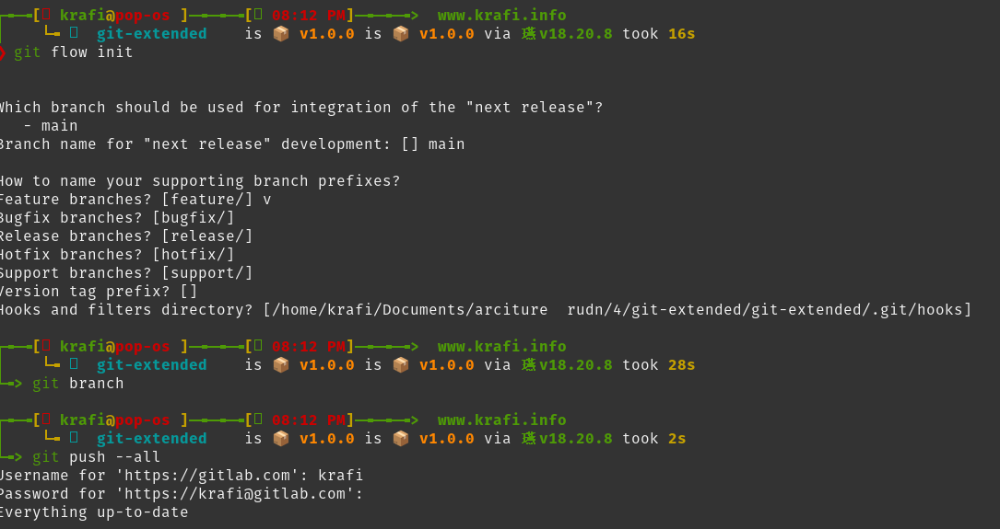 [ krafi@pop-os ]————[ 08:12 PM]————> www.krafi.info
git-extended is 📦 v1.0.0 is 📦 v1.0.0 via v18.20.8 took 16s
❯ git flow init
Which branch should be used for integration of the "next release"?
- main
Branch name for "next release" development: [] main
How to name your supporting branch prefixes?
Feature branches? [feature/] v
Bugfix branches? [bugfix/]
Release branches? [release/]
Hotfix branches? [hotfix/]
Support branches? [support/]
Version tag prefix? []
Hooks and filters directory? [/home/krafi/Documents/arciture  rudn/4/git-extended/git-extended/.git/hooks]
[ krafi@pop-os ]————[ 08:12 PM]————> www.krafi.info
git-extended is 📦 v1.0.0 is 📦 v1.0.0 via v18.20.8 took 28s
> git branch
[ krafi@pop-os ]————[ 08:12 PM]————> www.krafi.info
git-extended is 📦 v1.0.0 is 📦 v1.0.0 via v18.20.8 took 2s
> git push --all
Username for 'https://gitlab.com': krafi
Password for 'https://krafi@gitlab.com':
Everything up-to-date